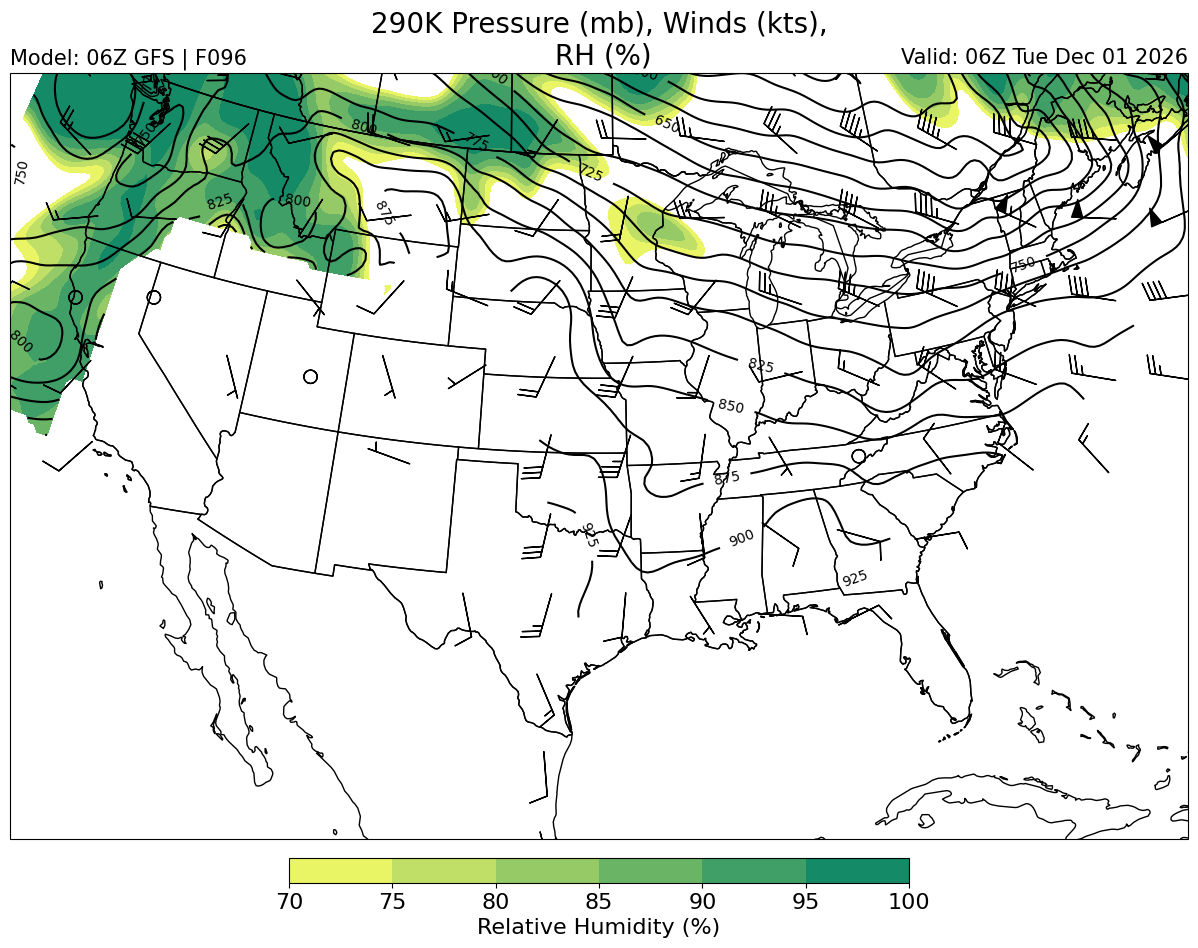 290K Pressure (mb), Winds (kts),
RH (%)
Model: 06Z GFS | F096
Valid: 06Z Tue Dec 01 2026
650
800
775
725
750
825
800
875
750
800
825
850
875
900
925
925
70 75 80 85 90 95 100
Relative Humidity (%)